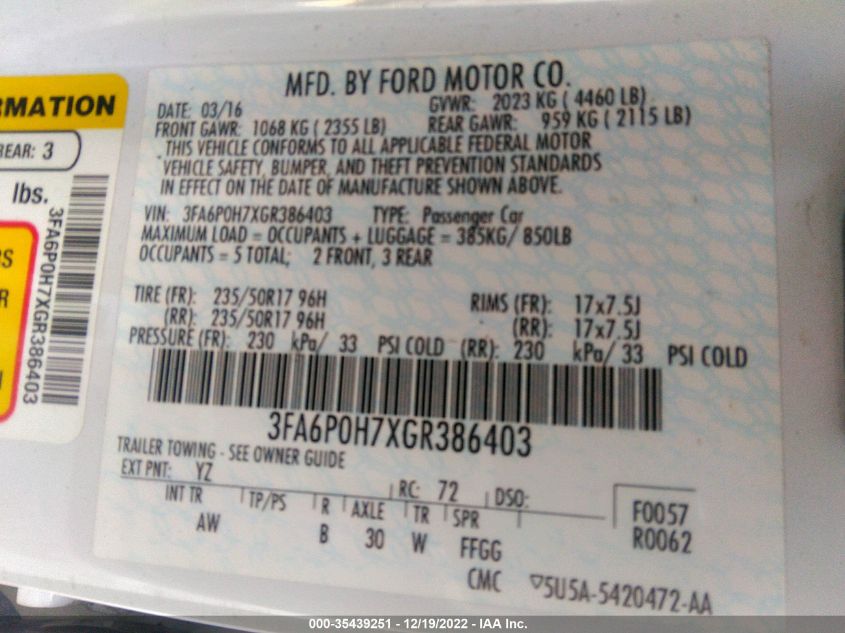 MFD. BY FORD MOTOR CO.
DATE: 03/16 GVWR: 2023 KG ( 4460 LB)
FRONT GAWR: 1068 KG ( 2355 LB) REAR GAWR: 959 KG ( 2115 LB)
THIS VEHICLE CONFORMS TO ALL APPLICABLE FEDERAL MOTOR
VEHICLE SAFETY, BUMPER, AND THEFT PREVENTION STANDARDS
IN EFFECT ON THE DATE OF MANUFACTURE SHOWN ABOVE.
VIN: 3FA6P0H7XGR386403 TYPE: Passenger Car
MAXIMUM LOAD = OCCUPANTS + LUGGAGE = 385KG/ 850LB
OCCUPANTS = 5 TOTAL; 2 FRONT, 3 REAR
TIRE (FR): 235/50R17 96H RIMS (FR): 17x7.5J
(RR): 235/50R17 96H (RR): 17x7.5J
PRESSURE (FR): 230 kPa/ 33 PSI COLD (RR): 230 kPa/ 33 PSI COLD
3FA6P0H7XGR386403
TRAILER TOWING - SEE OWNER GUIDE
EXT PNT: YZ RC: 72 DSO:
INT TR TP/PS R AXLE TR SPR
AW B 30 W FFGG
F0057
R0062
CMC ▽5U5A-5420472-AA
RMATION
REAR: 3
lbs.
3FA6P0H7XGR386403
RS
R
000-35439251 - 12/19/2022 - IAA Inc.